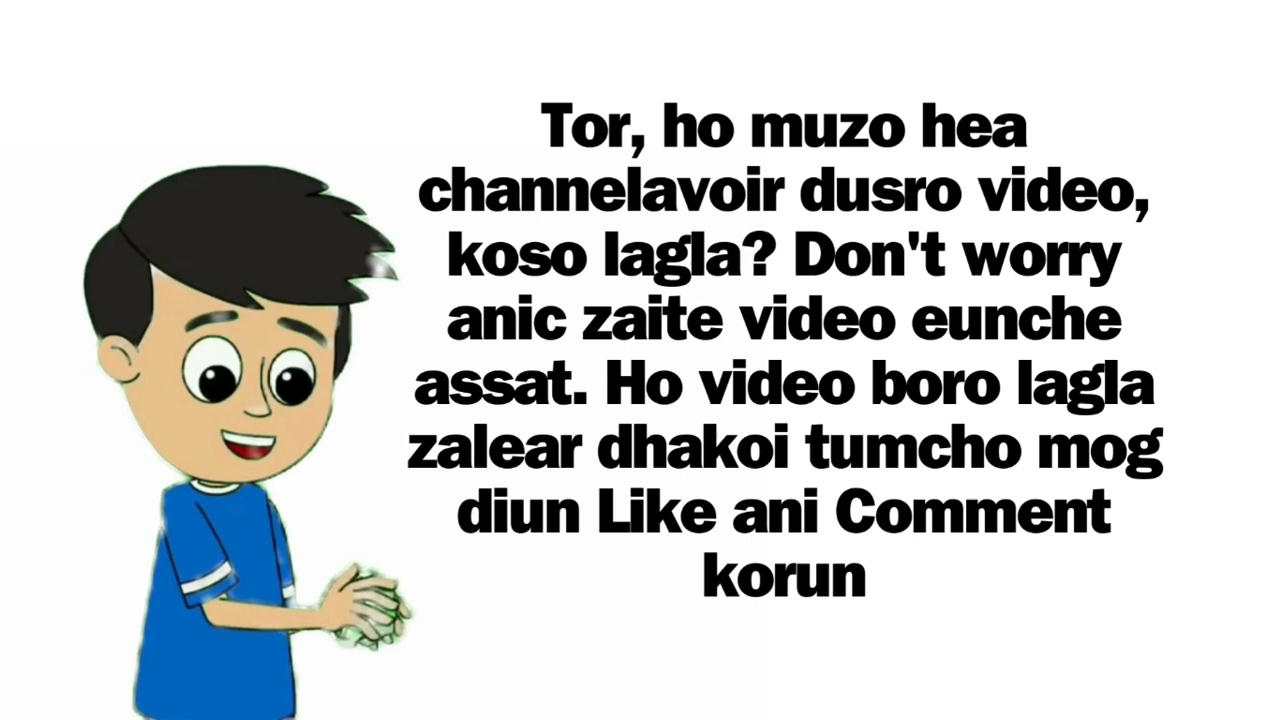 Tor, ho muzo hea
channelavoir dusro video,
koso lagla? Don't worry
anic zaite video eunche
assat. Ho video boro lagla
zalear dhakoi tumcho mog
diun Like ani Comment
korun